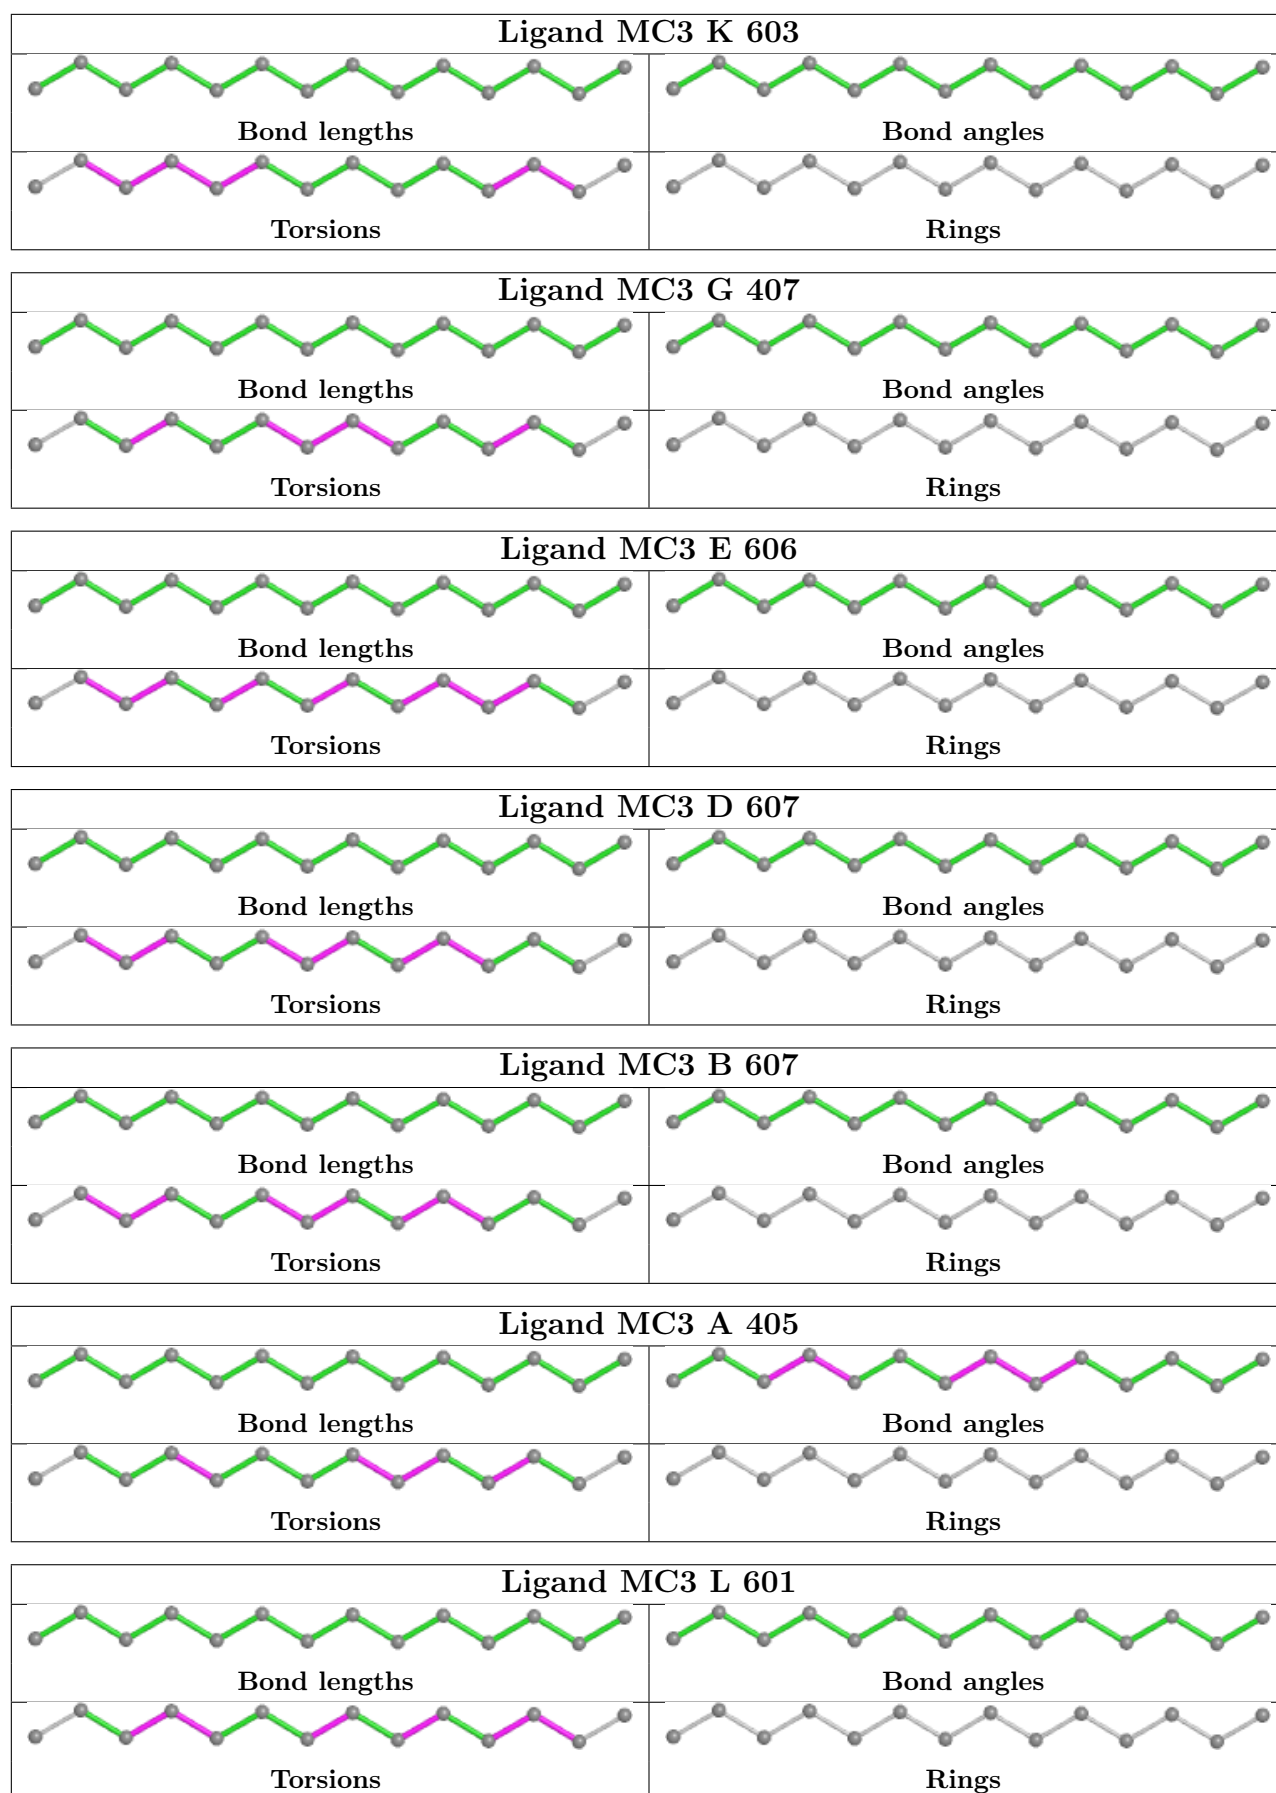 Ligand MC3 K 603
Bond lengths Bond angles
Torsions Rings
Ligand MC3 G 407
Bond lengths Bond angles
Torsions Rings
Ligand MC3 E 606
Bond lengths Bond angles
Torsions Rings
Ligand MC3 D 607
Bond lengths Bond angles
Torsions Rings
Ligand MC3 B 607
Bond lengths Bond angles
Torsions Rings
Ligand MC3 A 405
Bond lengths Bond angles
Torsions Rings
Ligand MC3 L 601
Bond lengths Bond angles
Torsions Rings